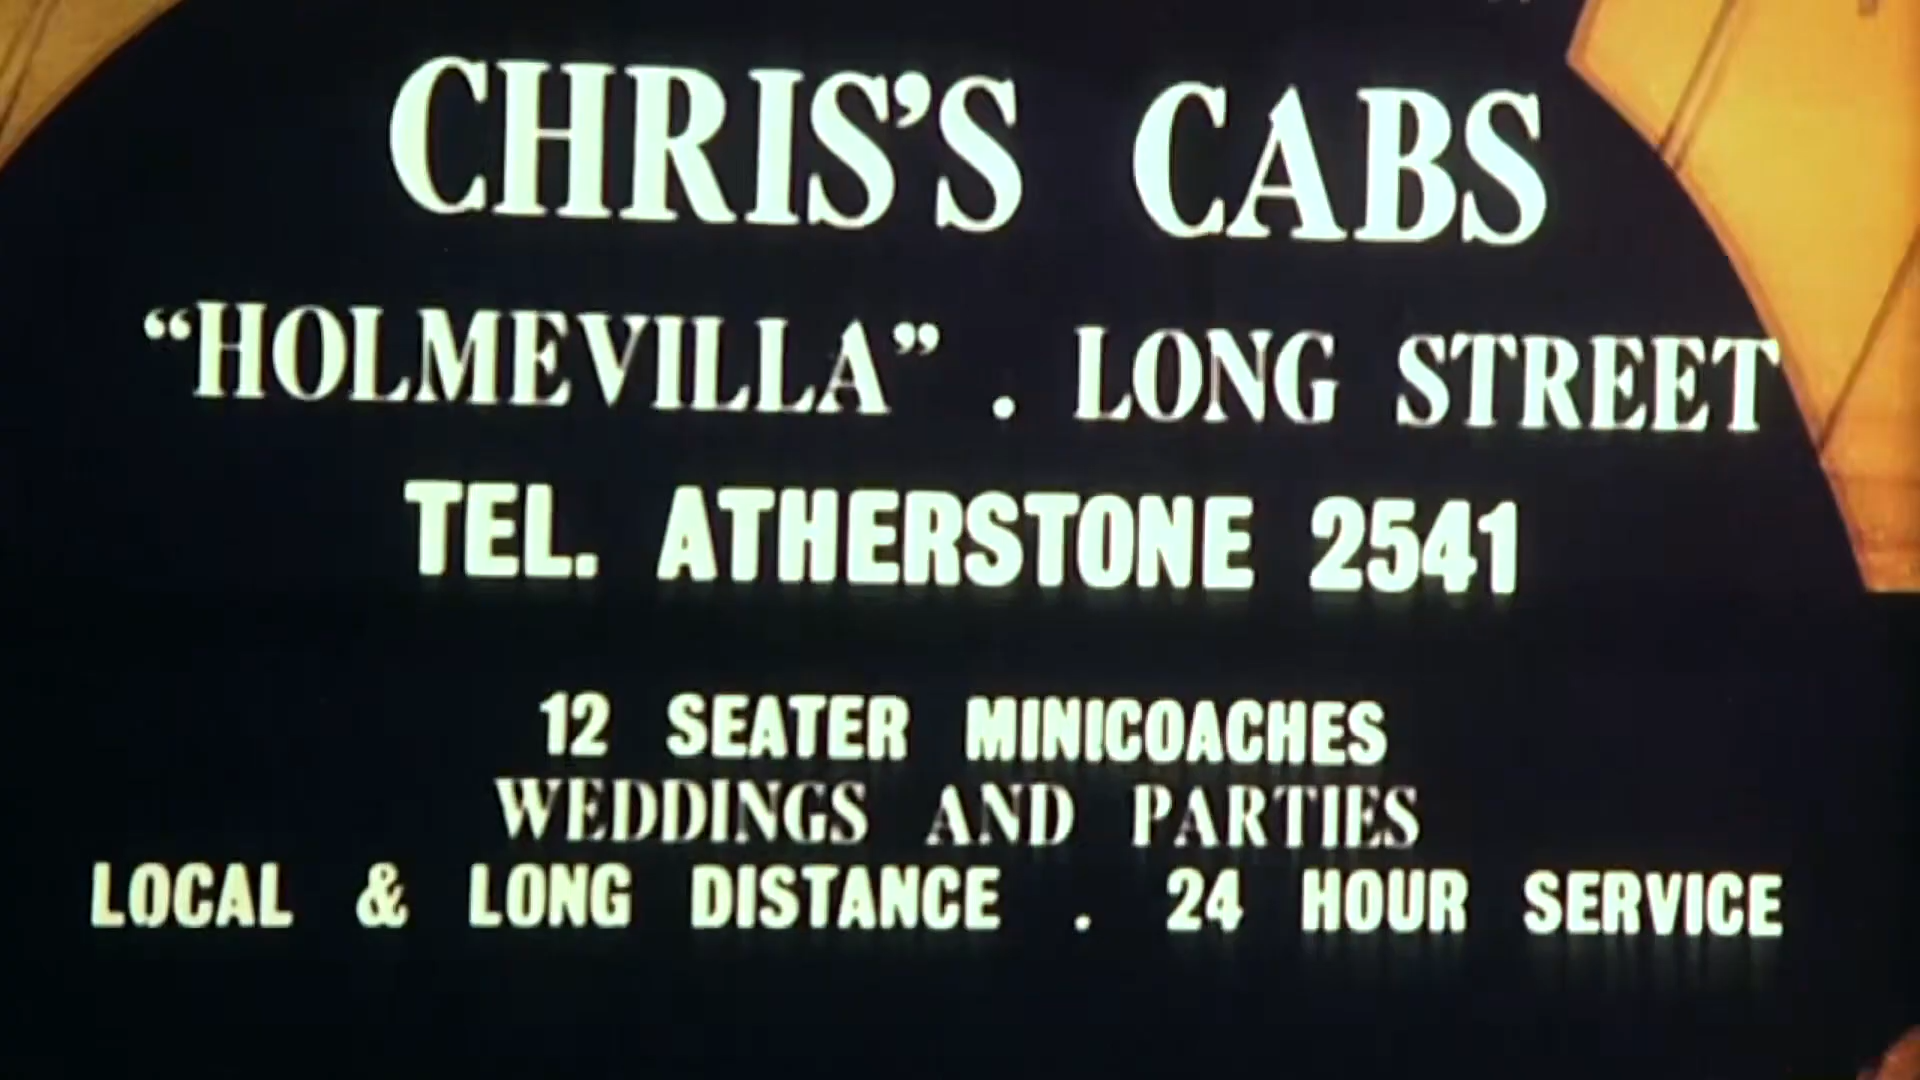 CHRIS’S CABS
“HOLMEVILLA” . LONG STREET
TEL. ATHERSTONE 2541
12 SEATER MINICOACHES
WEDDINGS AND PARTIES
LOCAL & LONG DISTANCE . 24 HOUR SERVICE